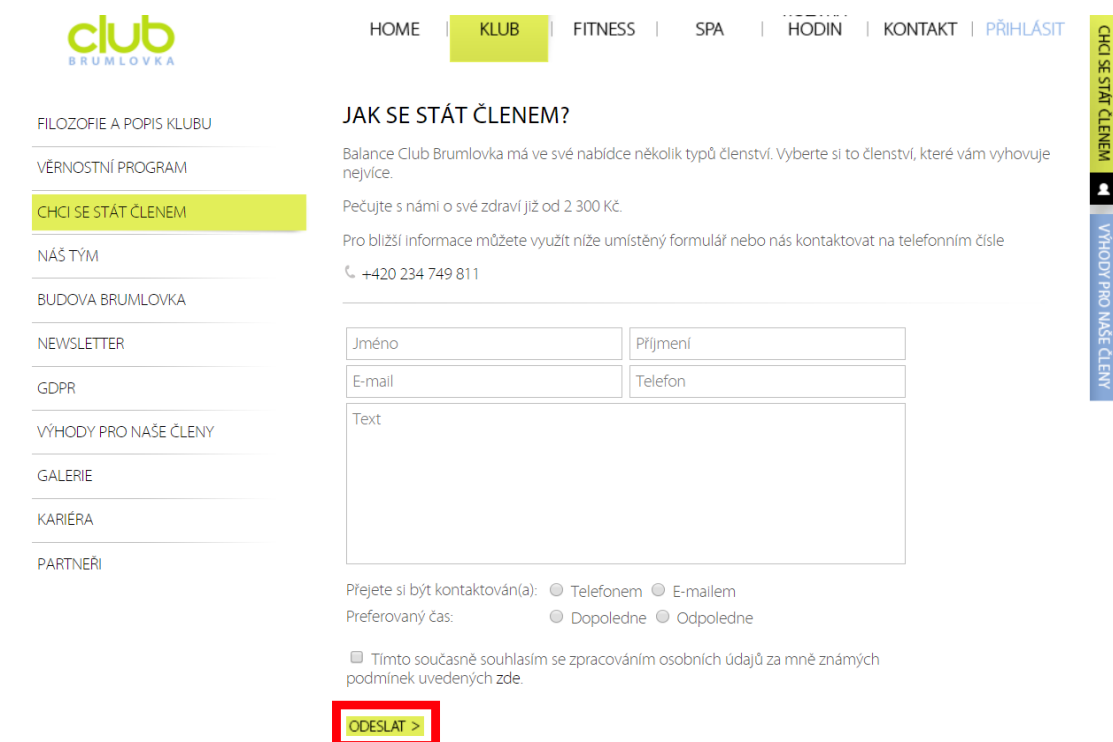 club
BRUMLOVKA
HOME
KLUB
FITNESS
SPA
HODIN
KONTAKT
PŘIHLÁSIT
CHCI SE STÁT ČLENEM
VÝHODY PRO NAŠE ČLENY
FILOZOFIE A POPIS KLUBU
VĚRNOSTNÍ PROGRAM
CHCI SE STÁT ČLENEM
NÁŠ TÝM
BUDOVA BRUMLOVKA
NEWSLETTER
GDPR
VÝHODY PRO NAŠE ČLENY
GALERIE
KARIÉRA
PARTNEŘI
JAK SE STÁT ČLENEM?
Balance Club Brumlovka má ve své nabídce několik typů členství. Vyberte si to členství, které vám vyhovuje
nejvíce.
Pečujte s námi o své zdraví již od 2 300 Kč.
Pro bližší informace můžete využít níže umístěný formulář nebo nás kontaktovat na telefonním čísle
+420 234 749 811
Jméno
Příjmení
E-mail
Telefon
Text
Přejete si být kontaktován(a): Telefonem E-mailem
Preferovaný čas: Dopoledne Odpoledne
Tímto současně souhlasím se zpracováním osobních údajů za mně známých
podmínek uvedených zde.
ODESLAT >